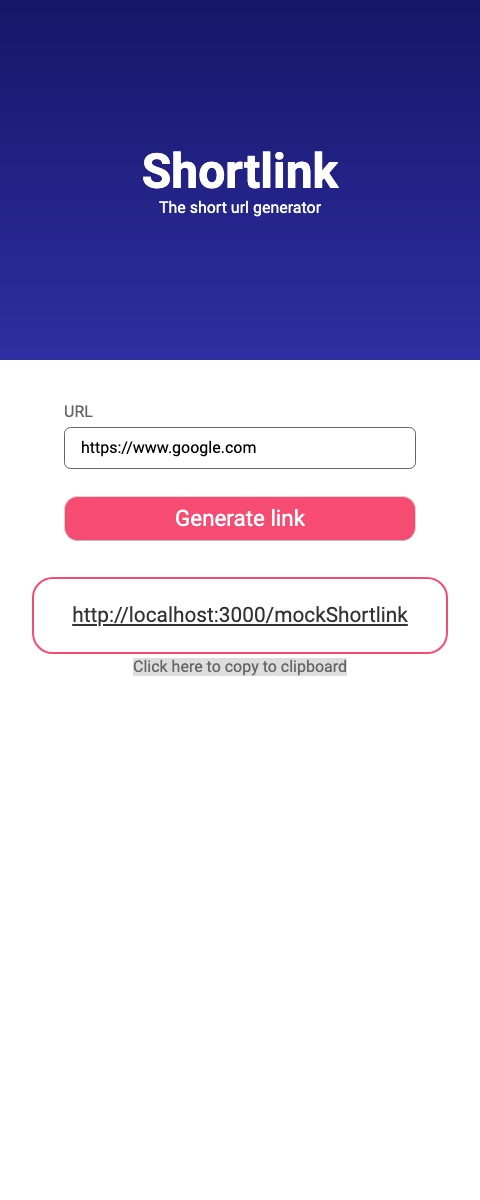 Shortlink
The short url generator
URL
https://www.google.com
Generate link
http://localhost:3000/mockShortlink
Click here to copy to clipboard